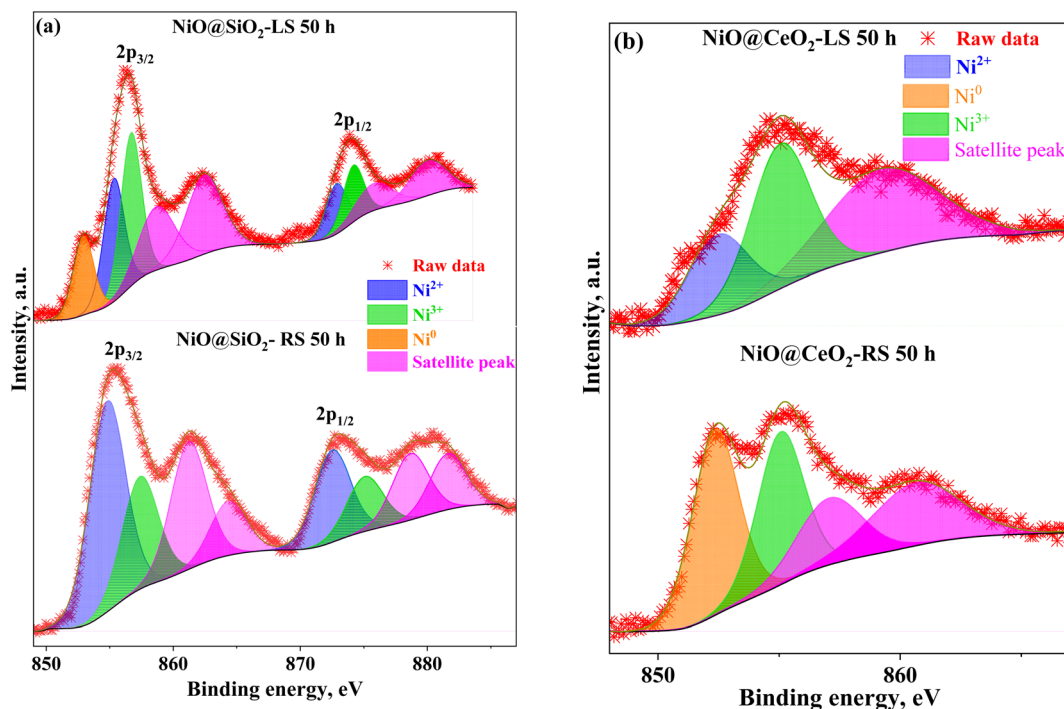 (a)
NiO@SiO₂-LS 50 h
2p₃/₂
2p₁/₂
Raw data
Ni²⁺
Ni³⁺
Ni⁰
Satellite peak
NiO@SiO₂- RS 50 h
2p₃/₂
2p₁/₂
Intensity, a.u.
850 860 870 880
Binding energy, eV
(b)
NiO@CeO₂-LS 50 h
Raw data
Ni²⁺
Ni⁰
Ni³⁺
Satellite peak
NiO@CeO₂-RS 50 h
Intensity, a.u.
850 860
Binding energy, eV